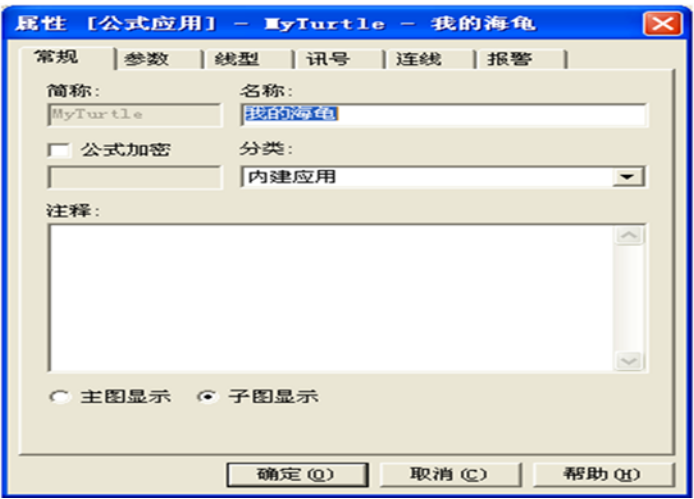 属性 [公式应用] - MyTurtle - 我的海龟
常规 参数 线型 讯号 连线 报警
简称: 名称:
MyTurtle 我的海龟
公式加密 分类:
内建应用
注释:
主图显示 子图显示
确定(O) 取消(C) 帮助(H)